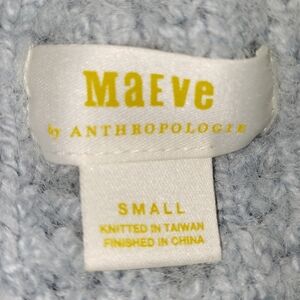 MaEve
by ANTHROPOLOGIE
SMALL
KNITTED IN TAIWAN
FINISHED IN CHINA